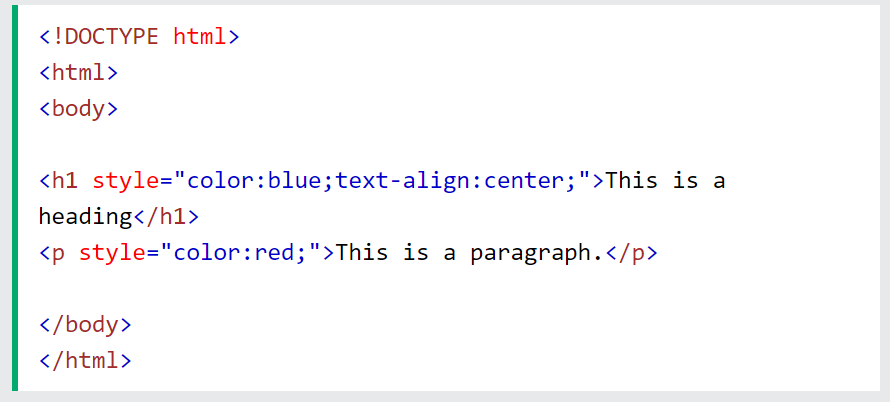 <!DOCTYPE html>
<html>
<body>
<h1 style="color:blue;text-align:center;">This is a
heading</h1>
<p style="color:red;">This is a paragraph.</p>
</body>
</html>